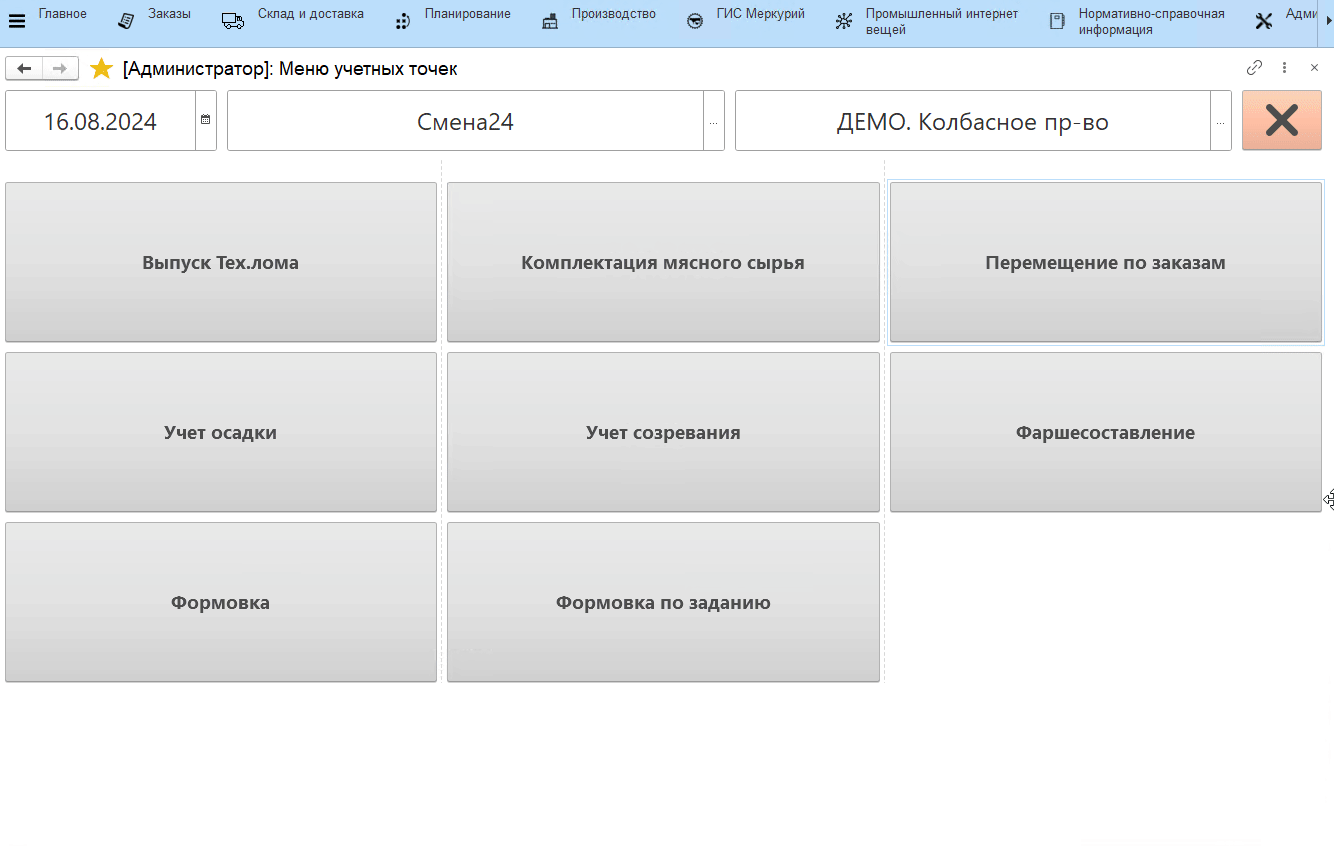 Главное
Заказы
Склад и доставка
Планирование
Производство
ГИС Меркурий
Промышленный интернет
вещей
Нормативно-справочная
информация
Адми
[Администратор]: Меню учетных точек
16.08.2024
Смена24
...
ДЕМО. Колбасное пр-во
...
Выпуск Тех.лома
Комплектация мясного сырья
Перемещение по заказам
Учет осадки
Учет созревания
Фаршесоставление
Формовка
Формовка по заданию